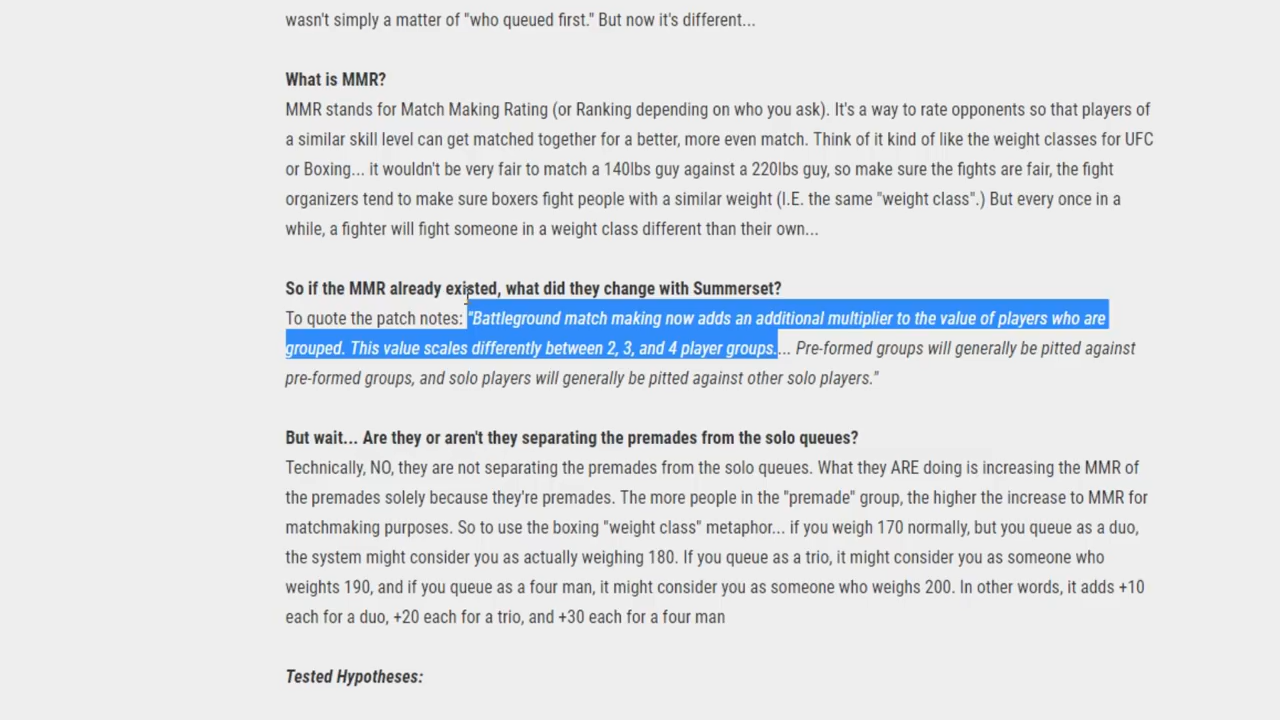 wasn't simply a matter of "who queued first." But now it's different...
What is MMR?
MMR stands for Match Making Rating (or Ranking depending on who you ask). It's a way to rate opponents so that players of
a similar skill level can get matched together for a better, more even match. Think of it kind of like the weight classes for UFC
or Boxing... it wouldn't be very fair to match a 140lbs guy against a 220lbs guy, so make sure the fights are fair, the fight
organizers tend to make sure boxers fight people with a similar weight (I.E. the same "weight class".) But every once in a
while, a fighter will fight someone in a weight class different than their own...
So if the MMR already existed, what did they change with Summerset?
To quote the patch notes: "Battleground match making now adds an additional multiplier to the value of players who are
grouped. This value scales differently between 2, 3, and 4 player groups.... Pre-formed groups will generally be pitted against
pre-formed groups, and solo players will generally be pitted against other solo players."
But wait... Are they or aren't they separating the premades from the solo queues?
Technically, NO, they are not separating the premades from the solo queues. What they ARE doing is increasing the MMR of
the premades solely because they're premades. The more people in the "premade" group, the higher the increase to MMR for
matchmaking purposes. So to use the boxing "weight class" metaphor... if you weigh 170 normally, but you queue as a duo,
the system might consider you as actually weighing 180. If you queue as a trio, it might consider you as someone who
weights 190, and if you queue as a four man, it might consider you as someone who weighs 200. In other words, it adds +10
each for a duo, +20 each for a trio, and +30 each for a four man
Tested Hypotheses: